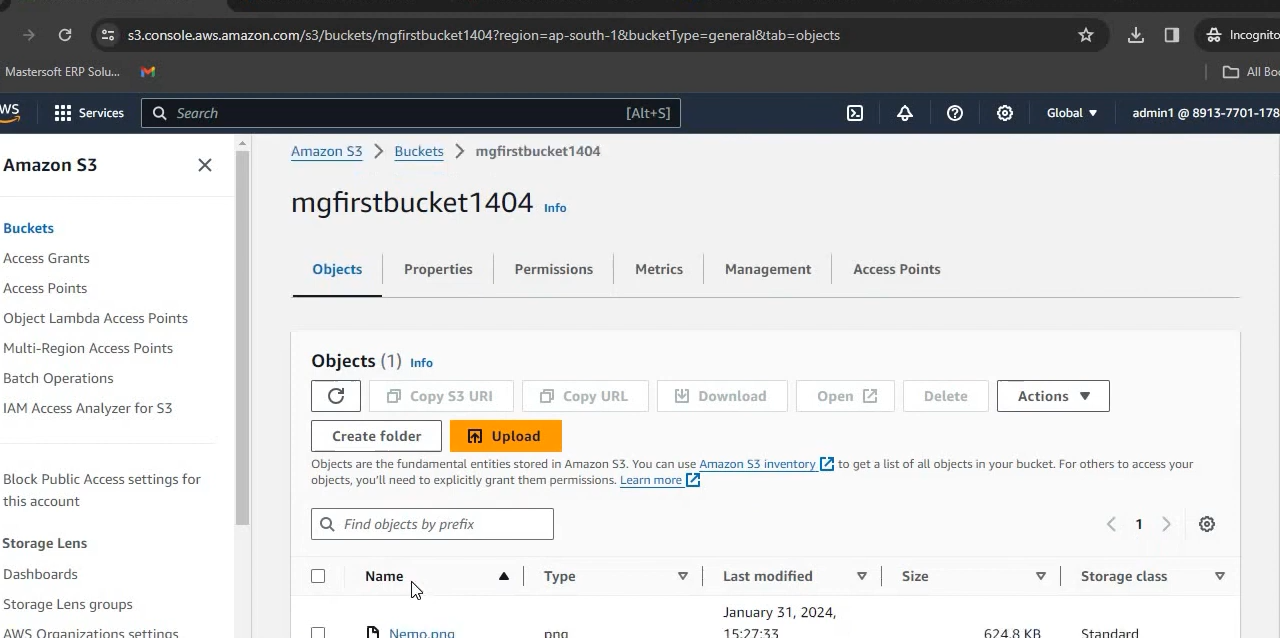 s3.console.aws.amazon.com/s3/buckets/mgfirstbucket1404?region=ap-south-1&bucketType=general&tab=objects
Incognito
Mastersoft ERP Solu...
All Boo
Services
Search
[Alt+S]
Global
admin1 @ 8913-7701-178
Amazon S3
Buckets
Access Grants
Access Points
Object Lambda Access Points
Multi-Region Access Points
Batch Operations
IAM Access Analyzer for S3
Block Public Access settings for
this account
Storage Lens
Dashboards
Storage Lens groups
AWS Organizations settings
Amazon S3 > Buckets > mgfirstbucket1404
mgfirstbucket1404 Info
Objects
Properties
Permissions
Metrics
Management
Access Points
Objects (1) Info
Copy S3 URI
Copy URL
Download
Open
Delete
Actions
Create folder
Upload
Objects are the fundamental entities stored in Amazon S3. You can use Amazon S3 inventory to get a list of all objects in your bucket. For others to access your
objects, you'll need to explicitly grant them permissions. Learn more
Find objects by prefix
1
Name
Type
Last modified
Size
Storage class
Nemo.png
png
January 31, 2024,
15:27:33
624.8 KB
Standard